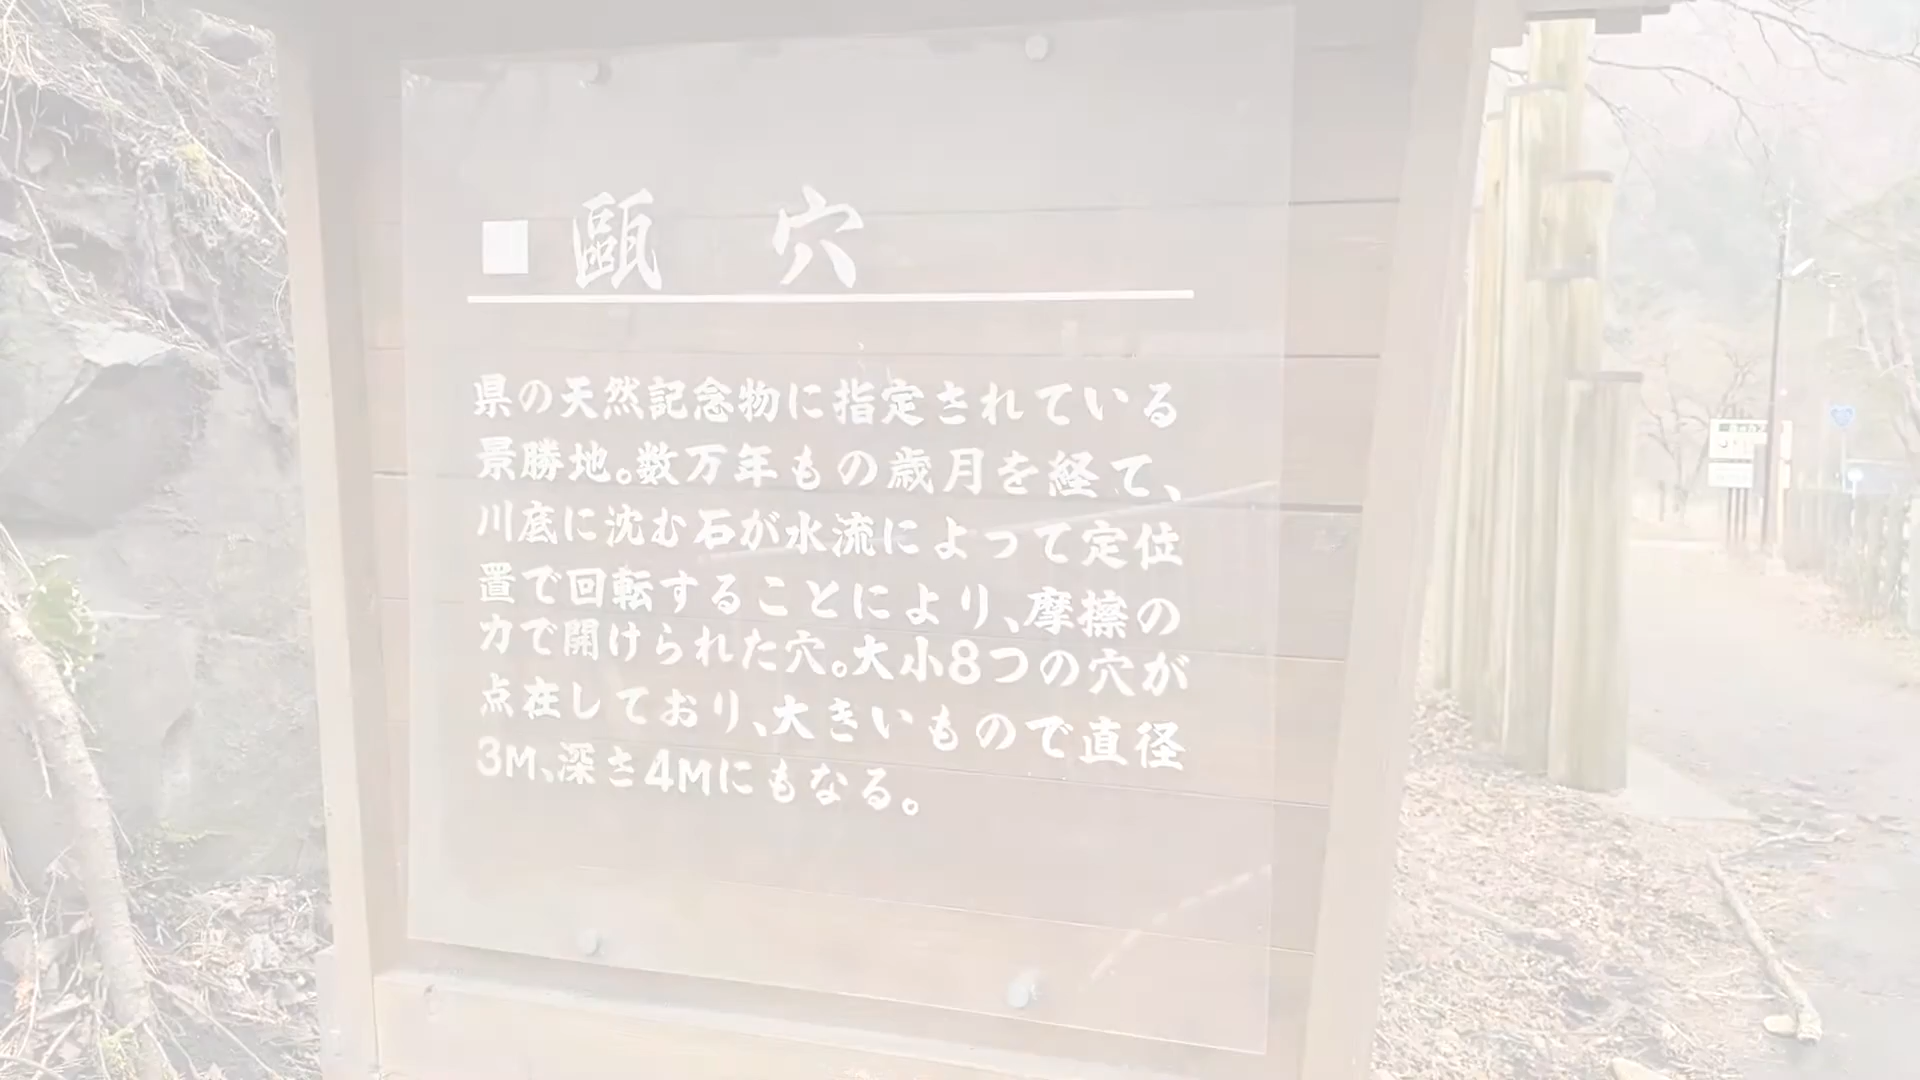 ■ 甌 穴
県の天然記念物に指定されている
景勝地。数万年もの歳月を経て、
川底に沈む石が水流によって定位
置で回転することにより、摩擦の
力で開けられた穴。大小8つの穴が
点在しており、大きいもので直径
3M、深さ4Mにもなる。